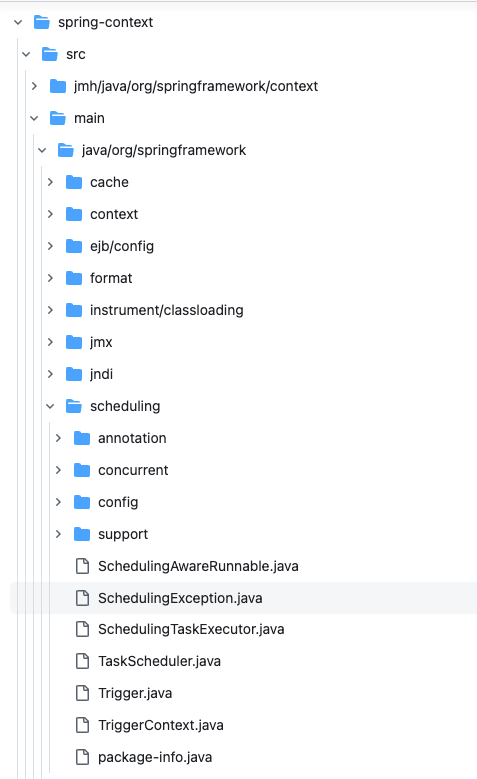 spring-context
src
jmh/java/org/springframework/context
main
java/org/springframework
cache
context
ejb/config
format
instrument/classloading
jmx
jndi
scheduling
annotation
concurrent
config
support
SchedulingAwareRunnable.java
SchedulingException.java
SchedulingTaskExecutor.java
TaskScheduler.java
Trigger.java
TriggerContext.java
package-info.java